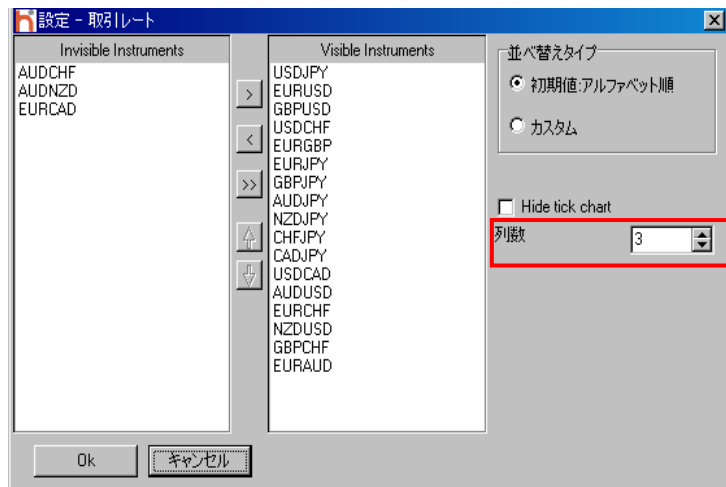 設定 - 取引レート
Invisible Instruments
AUDCHF
AUDNZD
EURCAD
>
<
>>
Visible Instruments
USDJPY
EURUSD
GBPUSD
USDCHF
EURGBP
EURJPY
GBPJPY
AUDJPY
NZDJPY
CHFJPY
CADJPY
USDCAD
AUDUSD
EURCHF
NZDUSD
GBPCHF
EURAUD
並べ替えタイプ
初期値:アルファベット順
カスタム
Hide tick chart
列数 3
Ok キャンセル